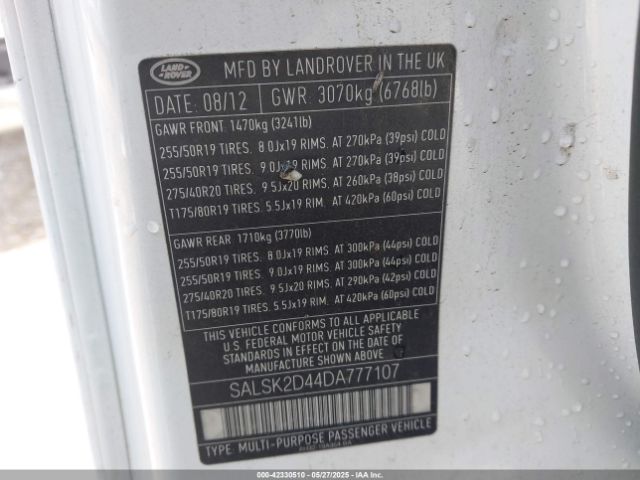 LAND ROVER
MFD BY LANDROVER IN THE UK
DATE: 08/12 GWR: 3070kg (6768lb)
GAWR FRONT 1470kg (3241lb)
255/50R19 TIRES. 8.0Jx19 RIMS. AT 270kPa (39psi) COLD
255/50R19 TIRES. 9.0Jx19 RIMS. AT 270kPa (39psi) COLD
275/40R20 TIRES. 9.5Jx20 RIMS. AT 260kPa (38psi) COLD
T175/80R19 TIRES. 5.5Jx19 RIM. AT 420kPa (60psi) COLD
GAWR REAR 1710kg (3770lb)
255/50R19 TIRES. 8.0Jx19 RIMS. AT 300kPa (44psi) COLD
255/50R19 TIRES. 9.0Jx19 RIMS. AT 300kPa (44psi) COLD
275/40R20 TIRES. 9.5Jx20 RIMS. AT 290kPa (42psi) COLD
T175/80R19 TIRES. 5.5Jx19 RIM. AT 420kPa (60psi) COLD
THIS VEHICLE CONFORMS TO ALL APPLICABLE
U.S. FEDERAL MOTOR VEHICLE SAFETY
STANDARDS IN EFFECT ON THE DATE OF
MANUFACTURE SHOWN ABOVE.
SALSK2D44DA777107
TYPE: MULTI-PURPOSE PASSENGER VEHICLE
000-42330510 — 05/27/2025 — IAAI.COM